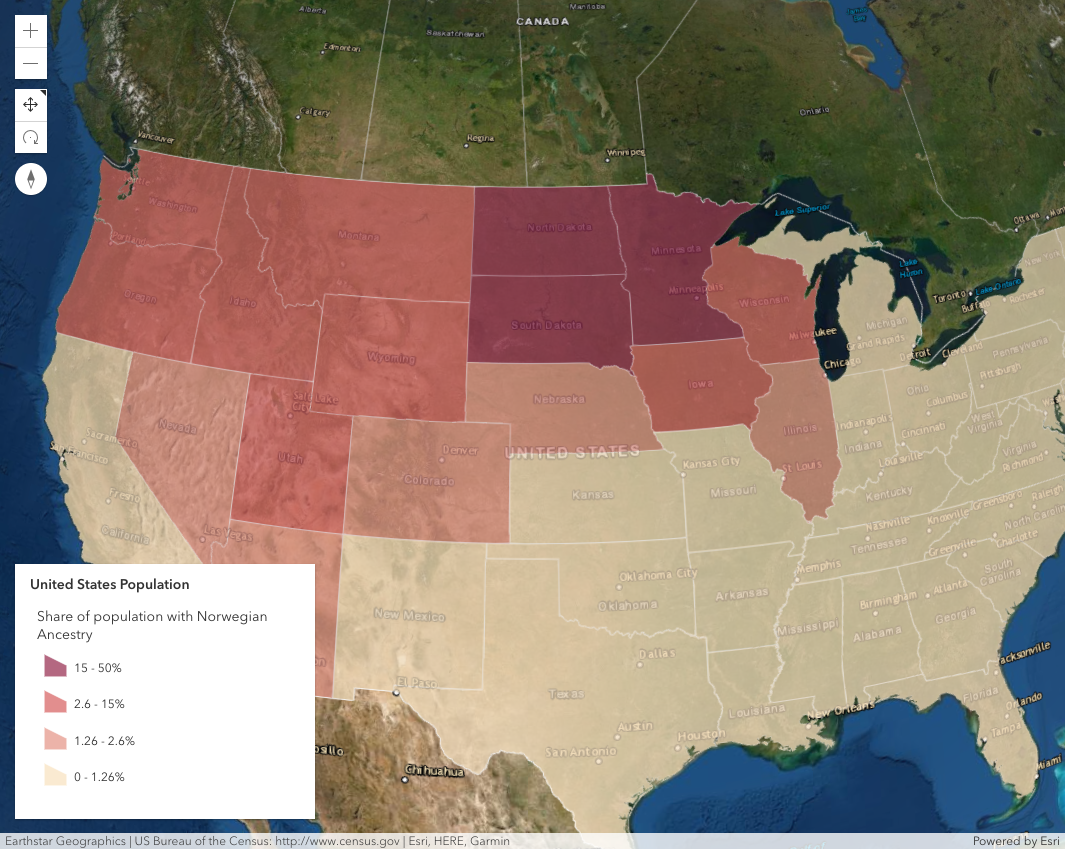 Manitoba
Alberta
CANADA
Saskatchewan
Edmonton
Calgary
Ontario
Vancouver
Regina
Winnipeg
Washington
Lake Superior
Ottawa
Portland
Montana
North Dakota
Minnesota
New York
Lake
Huron
Oregon
Idaho
Minneapolis
Wisconsin
Toronto
Lake Ontario
Rochester
South Dakota
Michigan
Milwaukee
Grand Rapids
Wyoming
Detroit
Cleveland
Pennsylvania
Chicago
Pittsburgh
Salt Lake
City
Nebraska
Iowa
Ohio
Columbus
Nevada
Illinois
Indianapolis
West
Virginia
Sacramento
Denver
UNITED STATES
Indiana
Cincinnati
Utah
Kansas City
St Louis
Louisville
Virginia
Richmond
Colorado
Fresno
Kansas
Missouri
Kentucky
Greensboro
Raleigh
California
Las Vegas
Nashville
Knoxville
Tennessee
Charlotte
Greenville
Memphis
South
Carolina
Oklahoma City
Arkansas
Atlanta
Birmingham
Oklahoma
New Mexico
Mississippi
Alabama
Georgia
Dallas
Jacksonville
El Paso
Texas
Louisiana
New Orleans
Florida
Orlando
Austin
Houston
Tampa
San Antonio
Miami
Chihuahua
United States Population
Share of population with Norwegian
Ancestry
15 - 50%
2.6 - 15%
1.26 - 2.6%
0 - 1.26%
Earthstar Geographics | US Bureau of the Census: http://www.census.gov | Esri, HERE, Garmin
Powered by Esri